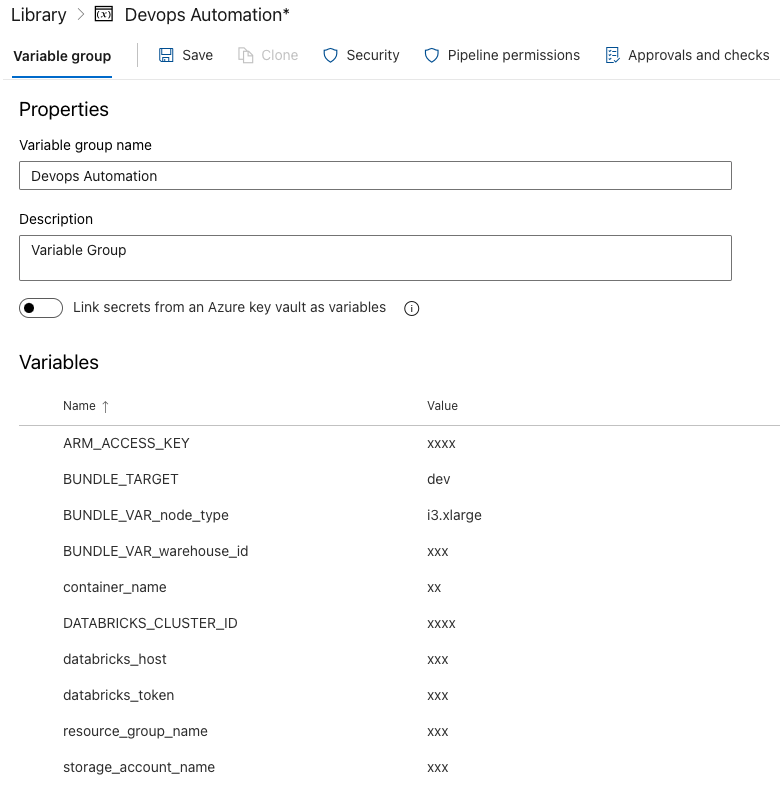 Library > Devops Automation*
Variable group Save Clone Security Pipeline permissions Approvals and checks
Properties
Variable group name
Devops Automation
Description
Variable Group
Link secrets from an Azure key vault as variables
Variables
Name ↑ Value
ARM_ACCESS_KEY xxxx
BUNDLE_TARGET dev
BUNDLE_VAR_node_type i3.xlarge
BUNDLE_VAR_warehouse_id xxx
container_name xx
DATABRICKS_CLUSTER_ID xxxx
databricks_host xxx
databricks_token xxx
resource_group_name xxx
storage_account_name xxx